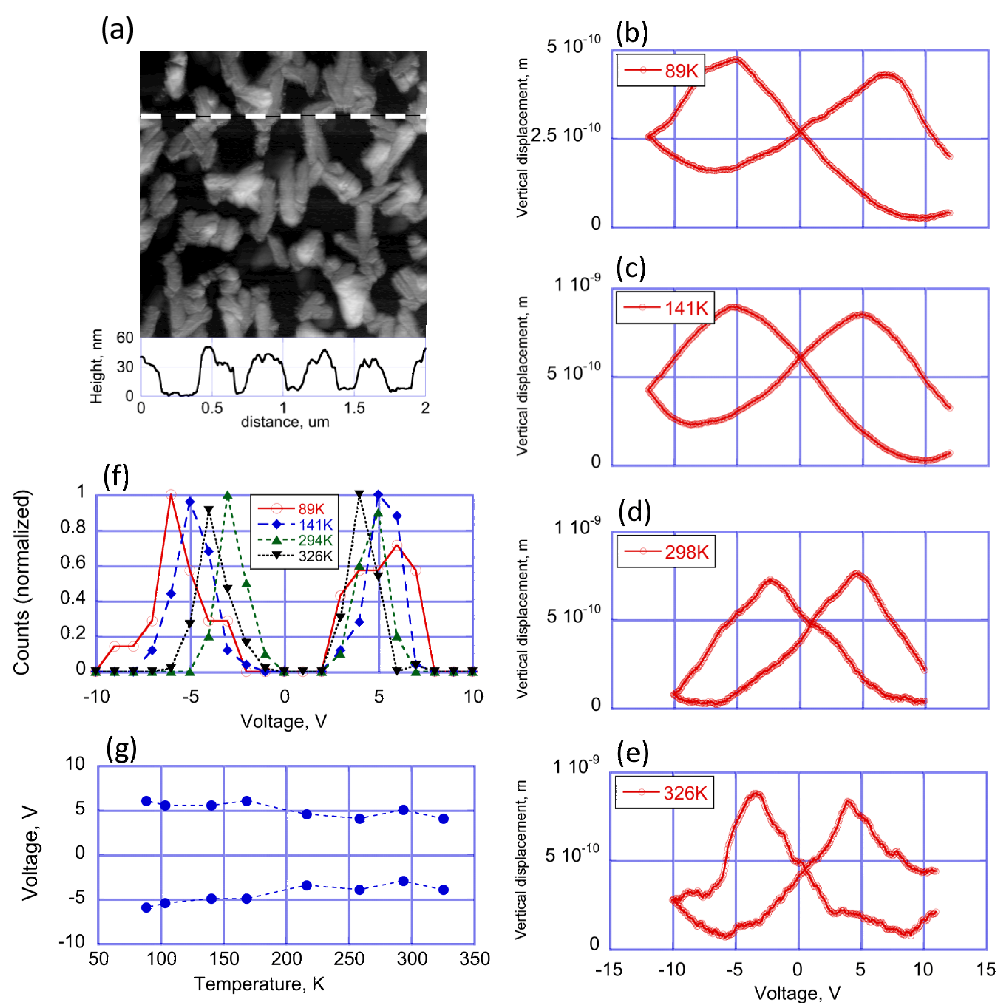 (a)
Height, nm
60
30
0
0 0.5 1 1.5 2
distance, um
(b)
5 10-10
2.5 10-10
0
Vertical displacement, m
89K
(c)
1 10-9
5 10-10
0
Vertical displacement, m
141K
(d)
1 10-9
5 10-10
0
Vertical displacement, m
298K
(e)
1 10-9
5 10-10
0
Vertical displacement, m
326K
-15 -10 -5 0 5 10 15
Voltage, V
(f)
Counts (normalized)
1
0.8
0.6
0.4
0.2
0
89K
141K
294K
326K
-10 -5 0 5 10
Voltage, V
(g)
Voltage, V
10
5
0
-5
-10
50 100 150 200 250 300 350
Temperature, K